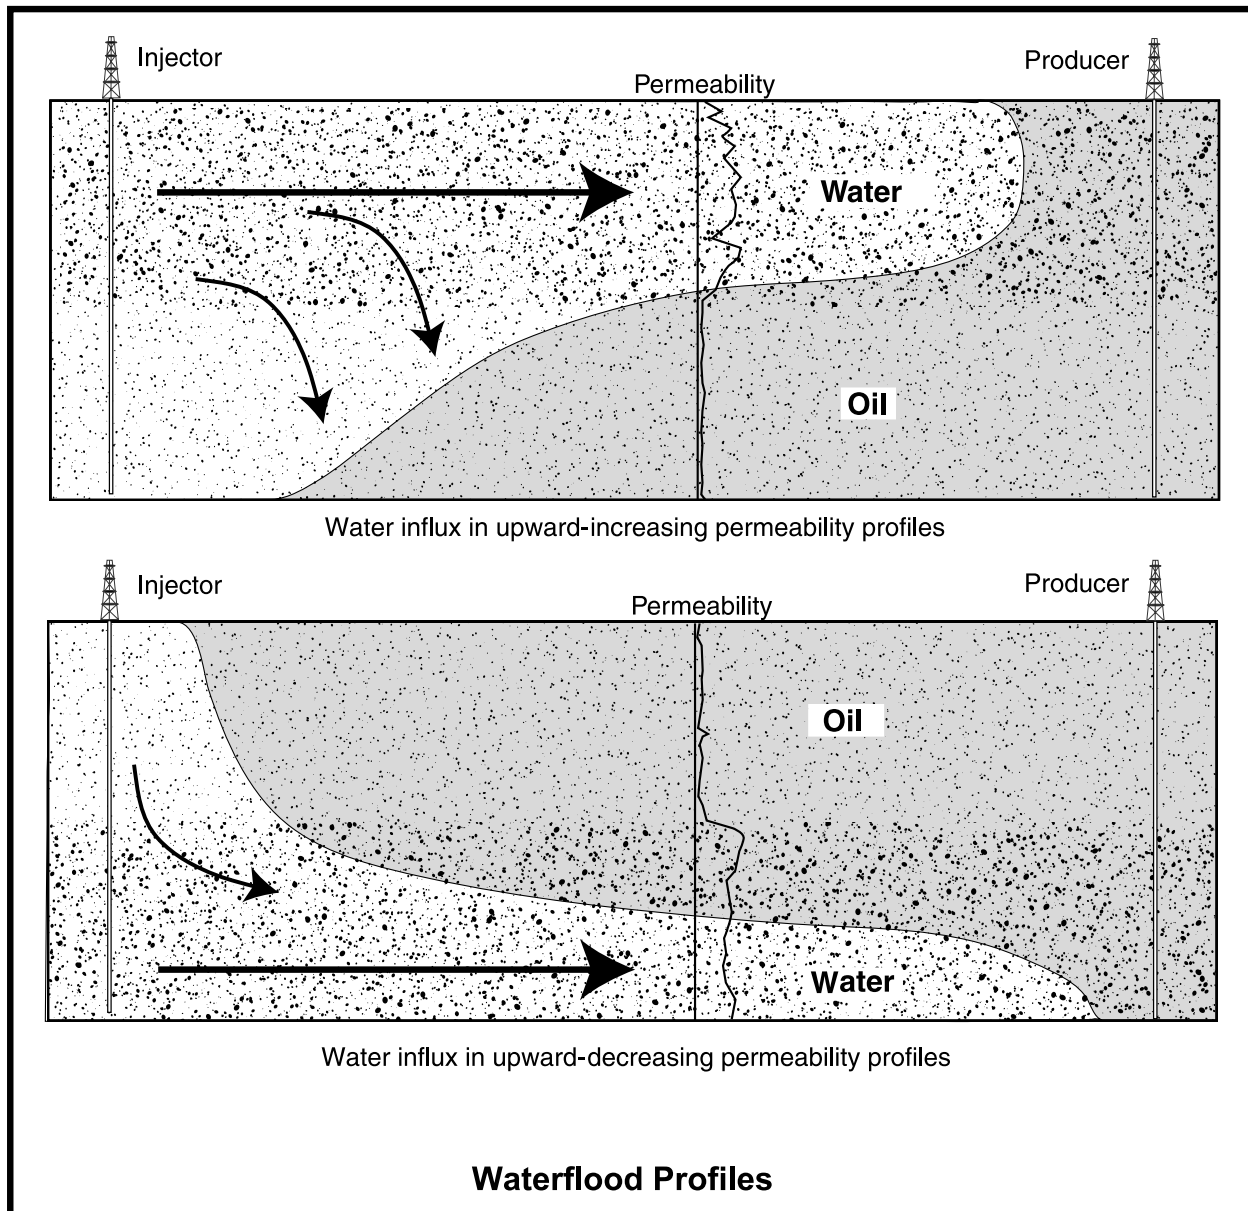 Injector
Producer
Permeability
Water
Oil
Water influx in upward-increasing permeability profiles
Injector
Producer
Permeability
Oil
Water
Water influx in upward-decreasing permeability profiles
Waterflood Profiles